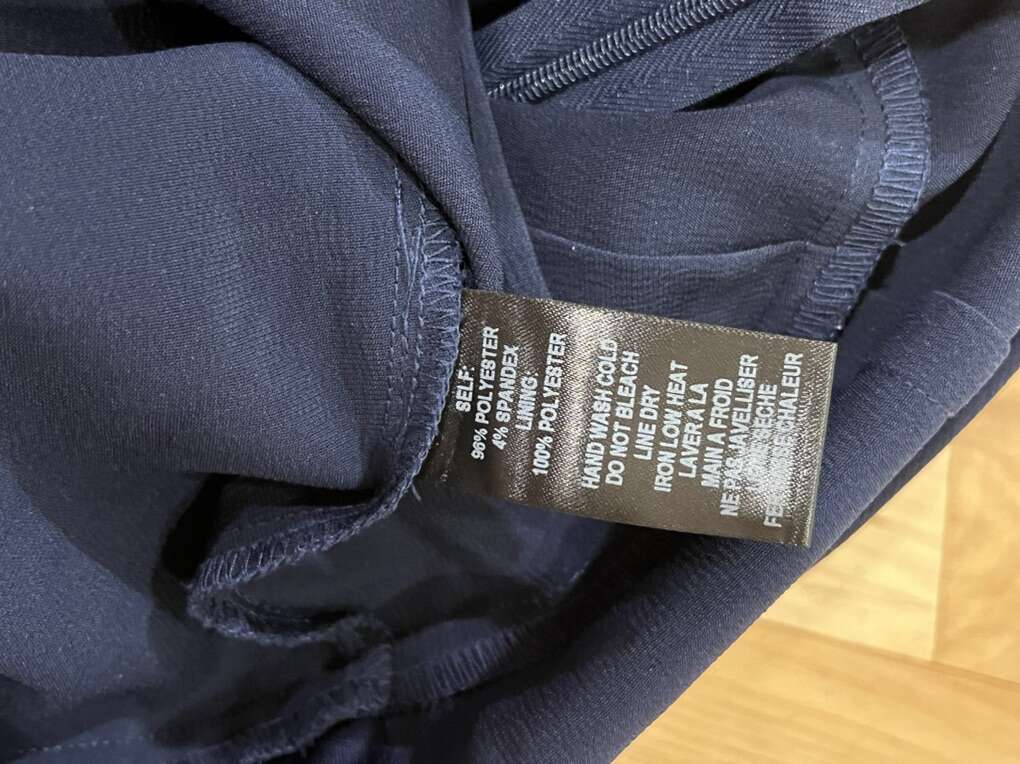 SELF:
96% POLYESTER
4% SPANDEX
LINING:
100% POLYESTER
HAND WASH COLD
DO NOT BLEACH
LINE DRY
IRON LOW HEAT
LAVER A LA
MAIN A FROID
NE PAS JAVELLISER
SECHE
CHALEUR